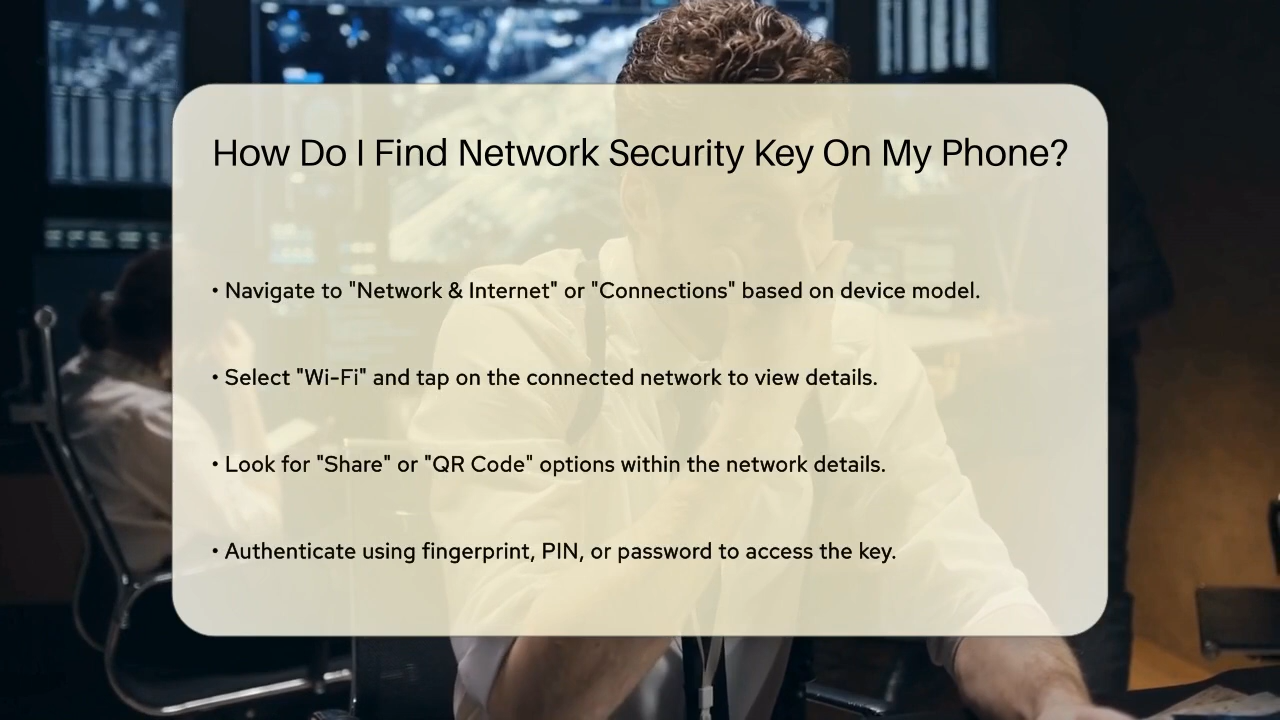 How Do I Find Network Security Key On My Phone?
• Navigate to "Network & Internet" or "Connections" based on device model.
• Select "Wi-Fi" and tap on the connected network to view details.
• Look for "Share" or "QR Code" options within the network details.
• Authenticate using fingerprint, PIN, or password to access the key.